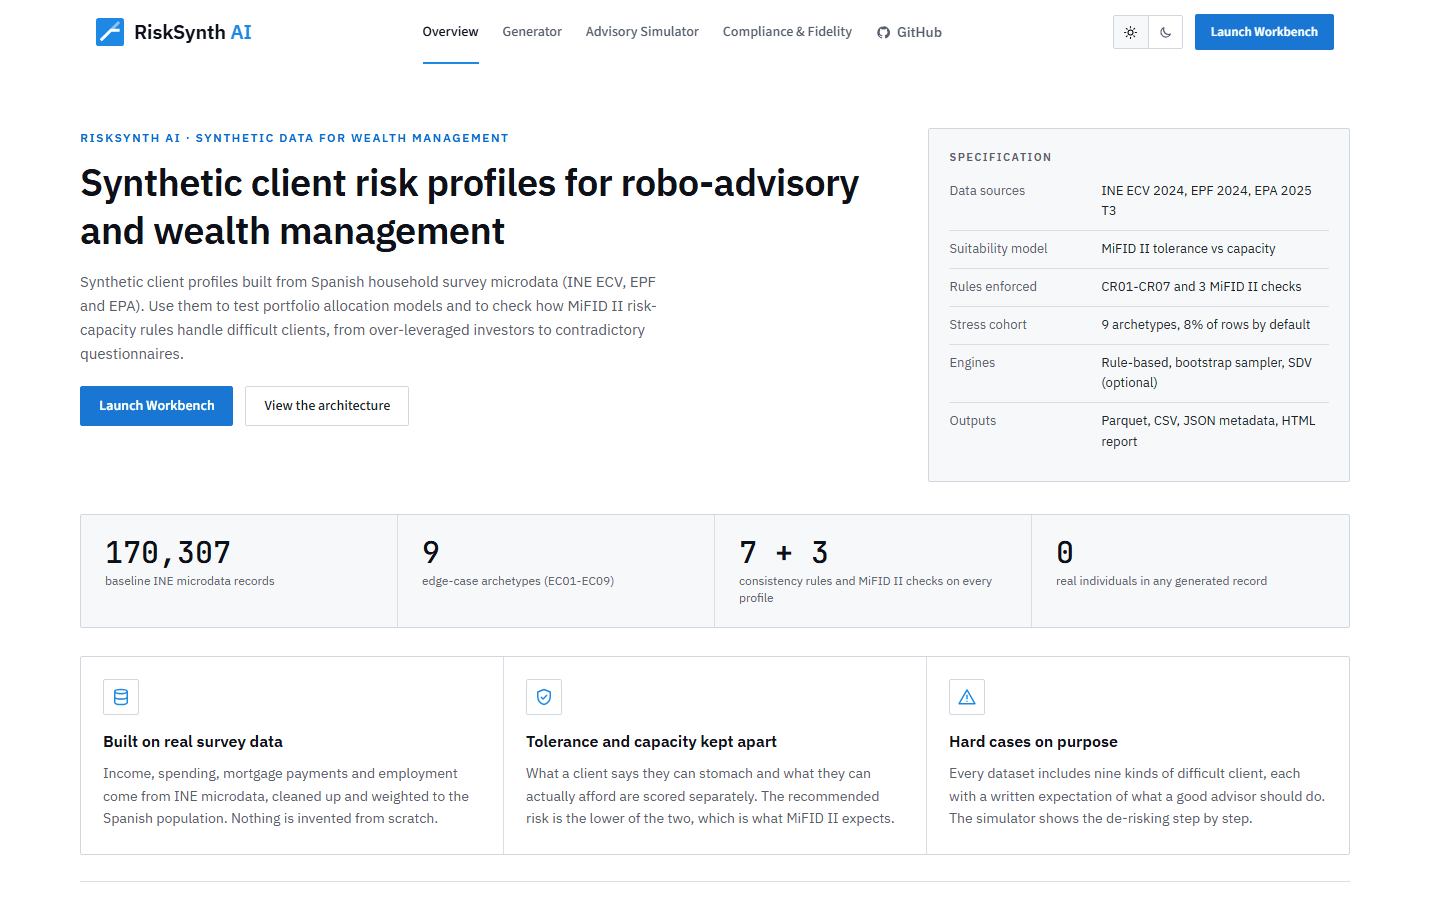 RiskSynth AI
Overview
Generator
Advisory Simulator
Compliance & Fidelity
GitHub
Launch Workbench
RISKSYNTH AI · SYNTHETIC DATA FOR WEALTH MANAGEMENT
Synthetic client risk profiles for robo-advisory
and wealth management
Synthetic client profiles built from Spanish household survey microdata (INE ECV, EPF
and EPA). Use them to test portfolio allocation models and to check how MiFID II risk-
capacity rules handle difficult clients, from over-leveraged investors to contradictory
questionnaires.
Launch Workbench
View the architecture
SPECIFICATION
Data sources
INE ECV 2024, EPF 2024, EPA 2025
T3
Suitability model
MiFID II tolerance vs capacity
Rules enforced
CR01-CR07 and 3 MiFID II checks
Stress cohort
9 archetypes, 8% of rows by default
Engines
Rule-based, bootstrap sampler, SDV
(optional)
Outputs
Parquet, CSV, JSON metadata, HTML
report
170,307
baseline INE microdata records
9
edge-case archetypes (EC01-EC09)
7 + 3
consistency rules and MiFID II checks on every
profile
0
real individuals in any generated record
Built on real survey data
Income, spending, mortgage payments and employment
come from INE microdata, cleaned up and weighted to the
Spanish population. Nothing is invented from scratch.
Tolerance and capacity kept apart
What a client says they can stomach and what they can
actually afford are scored separately. The recommended
risk is the lower of the two, which is what MiFID II expects.
Hard cases on purpose
Every dataset includes nine kinds of difficult client, each
with a written expectation of what a good advisor should do.
The simulator shows the de-risking step by step.